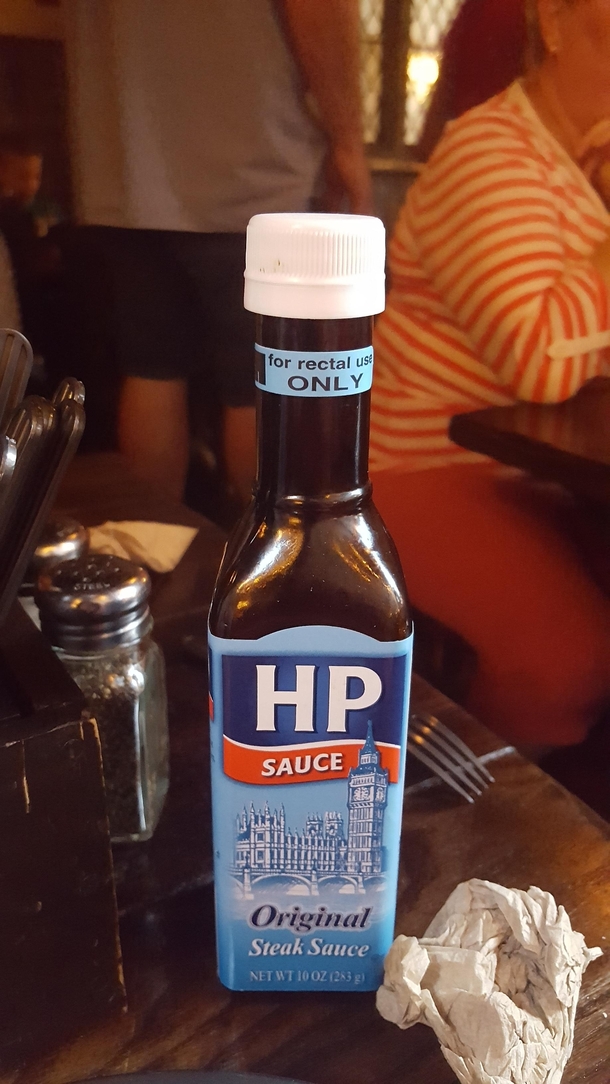 for rectal use
ONLY
HP
SAUCE
Original
Steak Sauce
NET WT 10 OZ (283 g)